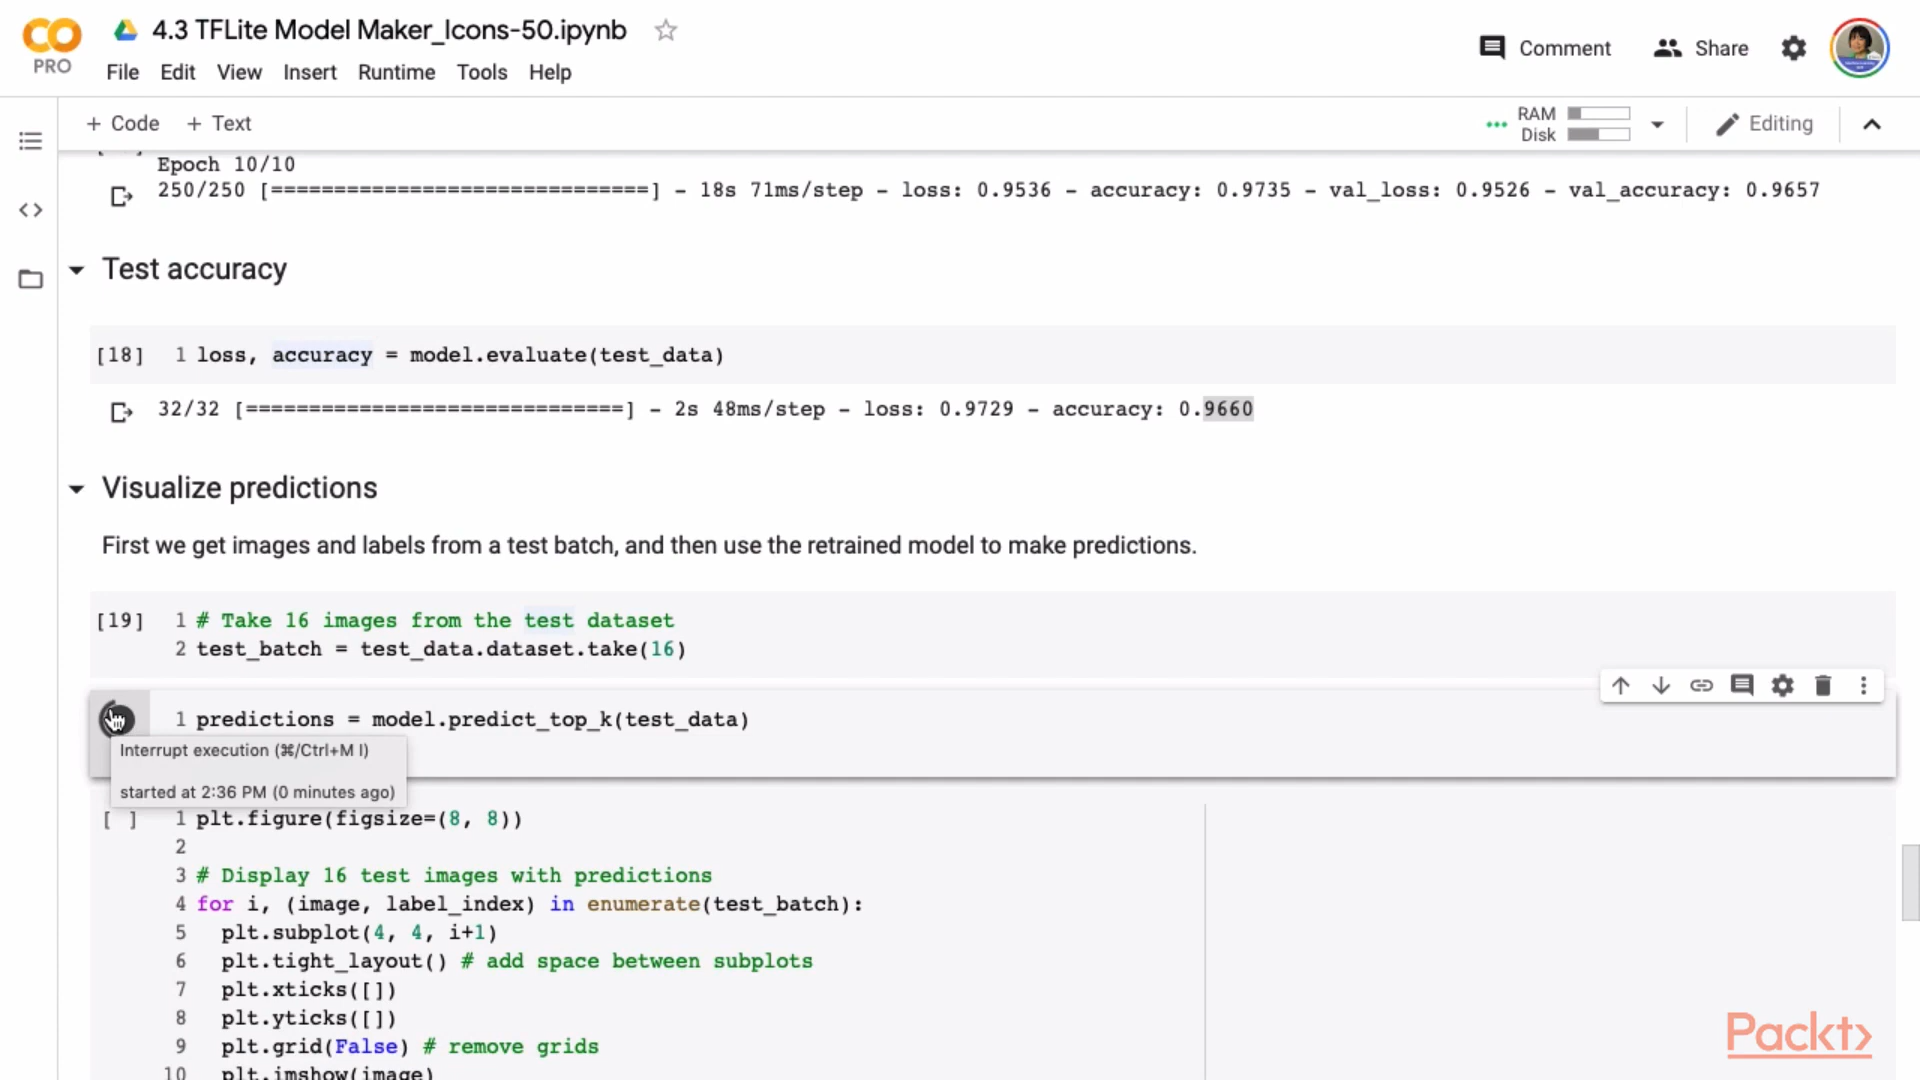 4.3 TFLite Model Maker_Icons-50.ipynb
PRO
File Edit View Insert Runtime Tools Help
Comment Share
+ Code + Text
RAM
Disk
Editing
Epoch 10/10
250/250 [==============================] - 18s 71ms/step - loss: 0.9536 - accuracy: 0.9735 - val_loss: 0.9526 - val_accuracy: 0.9657
Test accuracy
[18] 1 loss, accuracy = model.evaluate(test_data)
32/32 [==============================] - 2s 48ms/step - loss: 0.9729 - accuracy: 0.9660
Visualize predictions
First we get images and labels from a test batch, and then use the retrained model to make predictions.
[19] 1 # Take 16 images from the test dataset
2 test_batch = test_data.dataset.take(16)
1 predictions = model.predict_top_k(test_data)
Interrupt execution (⌘/Ctrl+M I)
started at 2:36 PM (0 minutes ago)
[ ] 1 plt.figure(figsize=(8, 8))
2
3 # Display 16 test images with predictions
4 for i, (image, label_index) in enumerate(test_batch):
5 plt.subplot(4, 4, i+1)
6 plt.tight_layout() # add space between subplots
7 plt.xticks([])
8 plt.yticks([])
9 plt.grid(False) # remove grids
10 plt.imshow(image)
Packt>